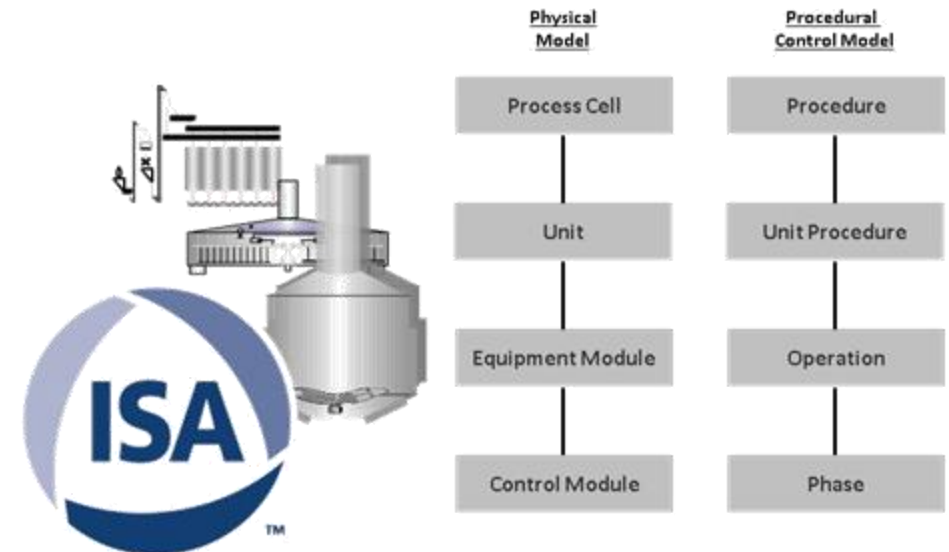 Physical
Model
Procedural
Control Model
Process Cell
Procedure
Unit
Unit Procedure
Equipment Module
Operation
Control Module
Phase
ISA
TM